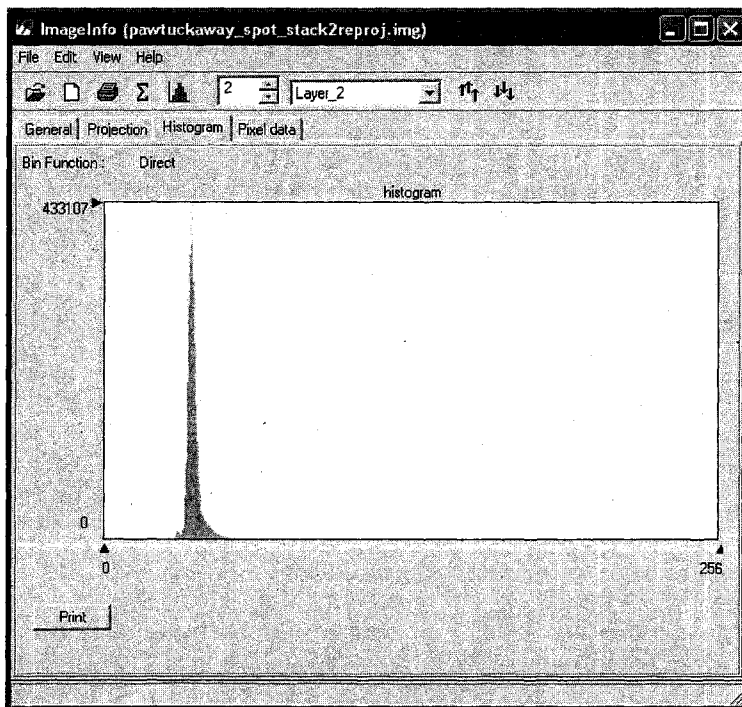 ImageInfo (pawtuckaway_spot_stack2reproj.img)
File Edit View Help
Σ 2 Layer_2
General Projection Histogram Pixel data
Bin Function : Direct
histogram
433107
0
0 256
Print